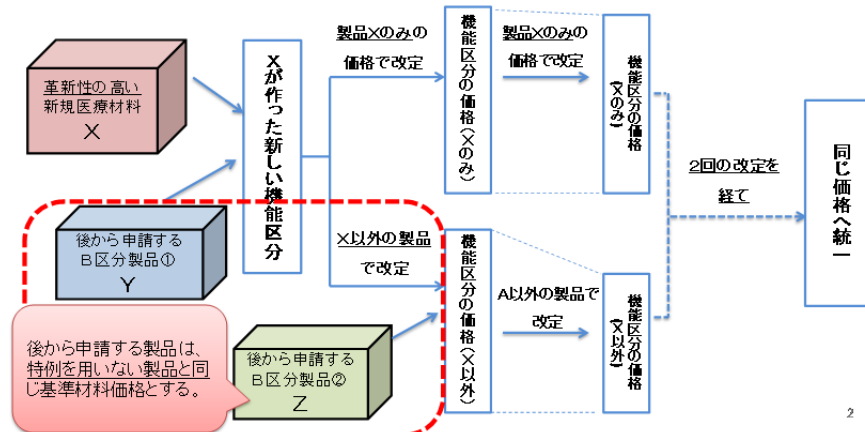 革新性の高い
新規医療材料
X
Xが作った新しい機能区分
製品Xのみの
価格で改定
機能区分の価格(Xのみ)
製品Xのみの
価格で改定
機能区分の価格
(Xのみ)
2回の改定を
経て
同じ価格へ統一
後から申請する
B区分製品①
Y
X以外の製品
で改定
機能区分の価格(X以外)
A以外の製品で
改定
機能区分の価格
(X以外)
後から申請する製品は、
特例を用いない製品と同
じ基準材料価格とする。
後から申請する
B区分製品②
Z
2